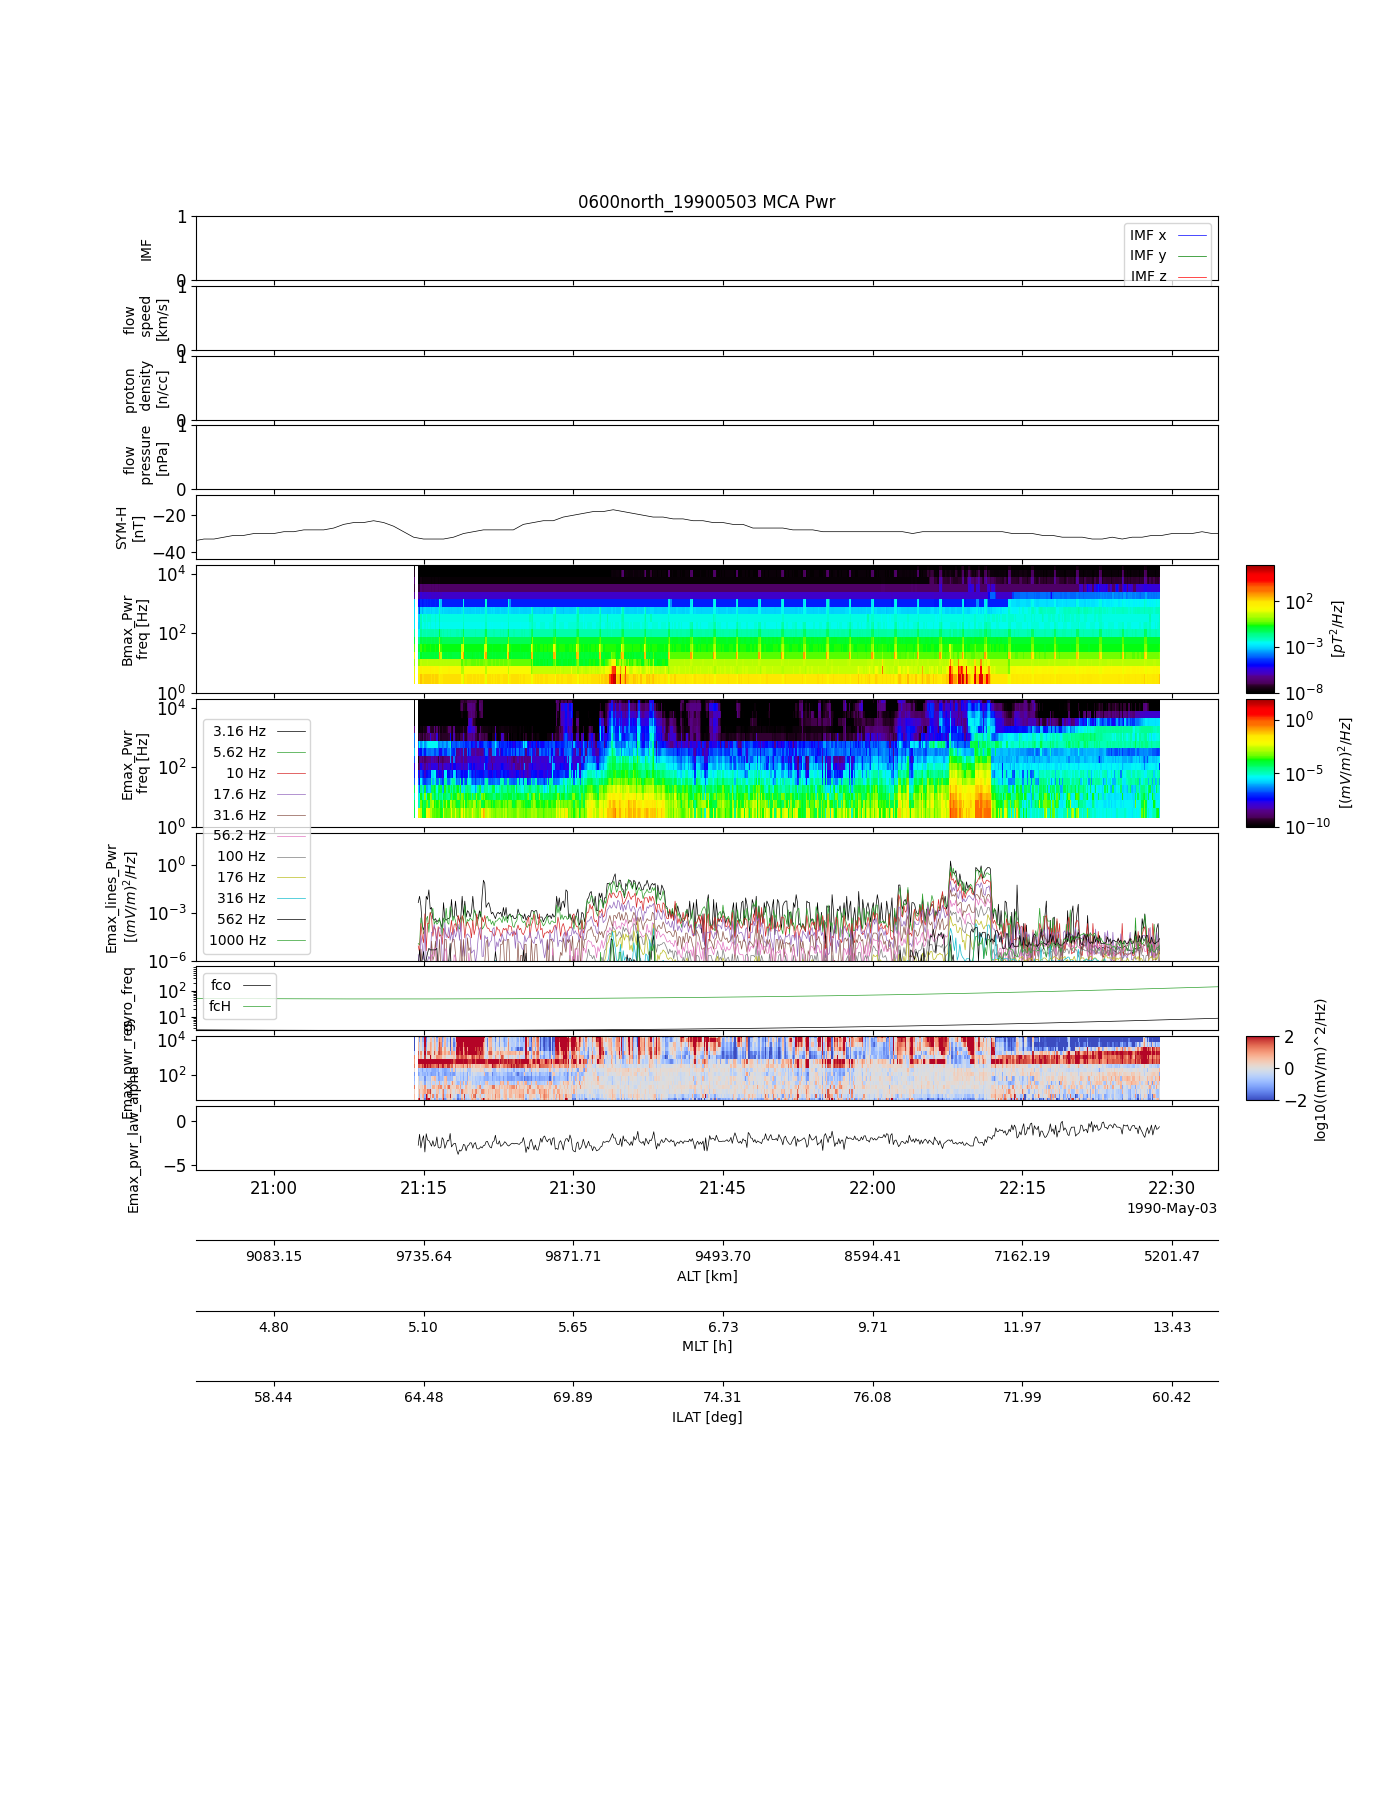 0600north_19900503 MCA Pwr
1
0
IMF
IMF x
IMF y
IMF z
1
0
flow
speed
[km/s]
1
0
proton
density
[n/cc]
1
0
flow
pressure
[nPa]
−20
−40
SYM-H
[nT]
10^4
10^2
10^0
Bmax_Pwr
freq [Hz]
10^2
10^−3
10^−8
[pT^2/Hz]
10^4
10^2
10^0
Emax_Pwr
freq [Hz]
10^0
10^−5
10^−10
[(mV/m)^2/Hz]
3.16 Hz
5.62 Hz
10 Hz
17.6 Hz
31.6 Hz
56.2 Hz
100 Hz
176 Hz
316 Hz
562 Hz
1000 Hz
10^0
10^−3
10^−6
Emax_lines_Pwr
[(mV/m)^2/Hz]
fco
fcH
10^2
10^1
10^4
10^2
2
0
−2
log10((mV/m)^2/Hz)
0
−5
Emax_pwr_law_alpha
21:00 21:15 21:30 21:45 22:00 22:15 22:30
1990-May-03
9083.15 9735.64 9871.71 9493.70 8594.41 7162.19 5201.47
ALT [km]
4.80 5.10 5.65 6.73 9.71 11.97 13.43
MLT [h]
58.44 64.48 69.89 74.31 76.08 71.99 60.42
ILAT [deg]